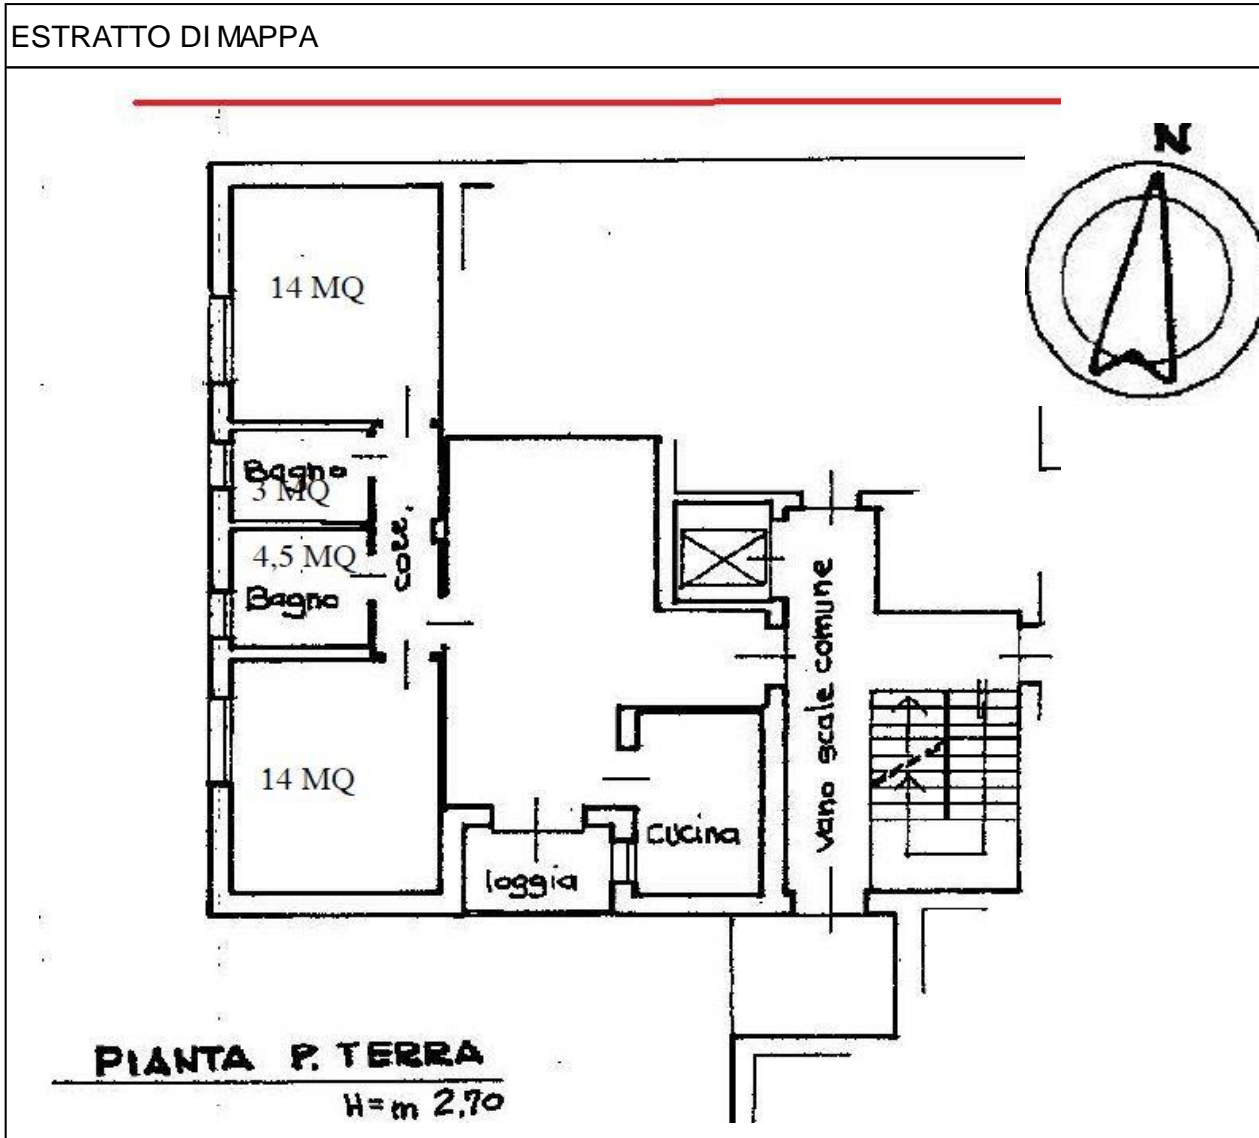 ESTRATTO DI MAPPA
N
14 MQ
Bagno
3 MQ
corr.
4,5 MQ
Bagno
vano scale comune
14 MQ
cucina
loggia
PIANTA P. TERRA
H=m 2,70